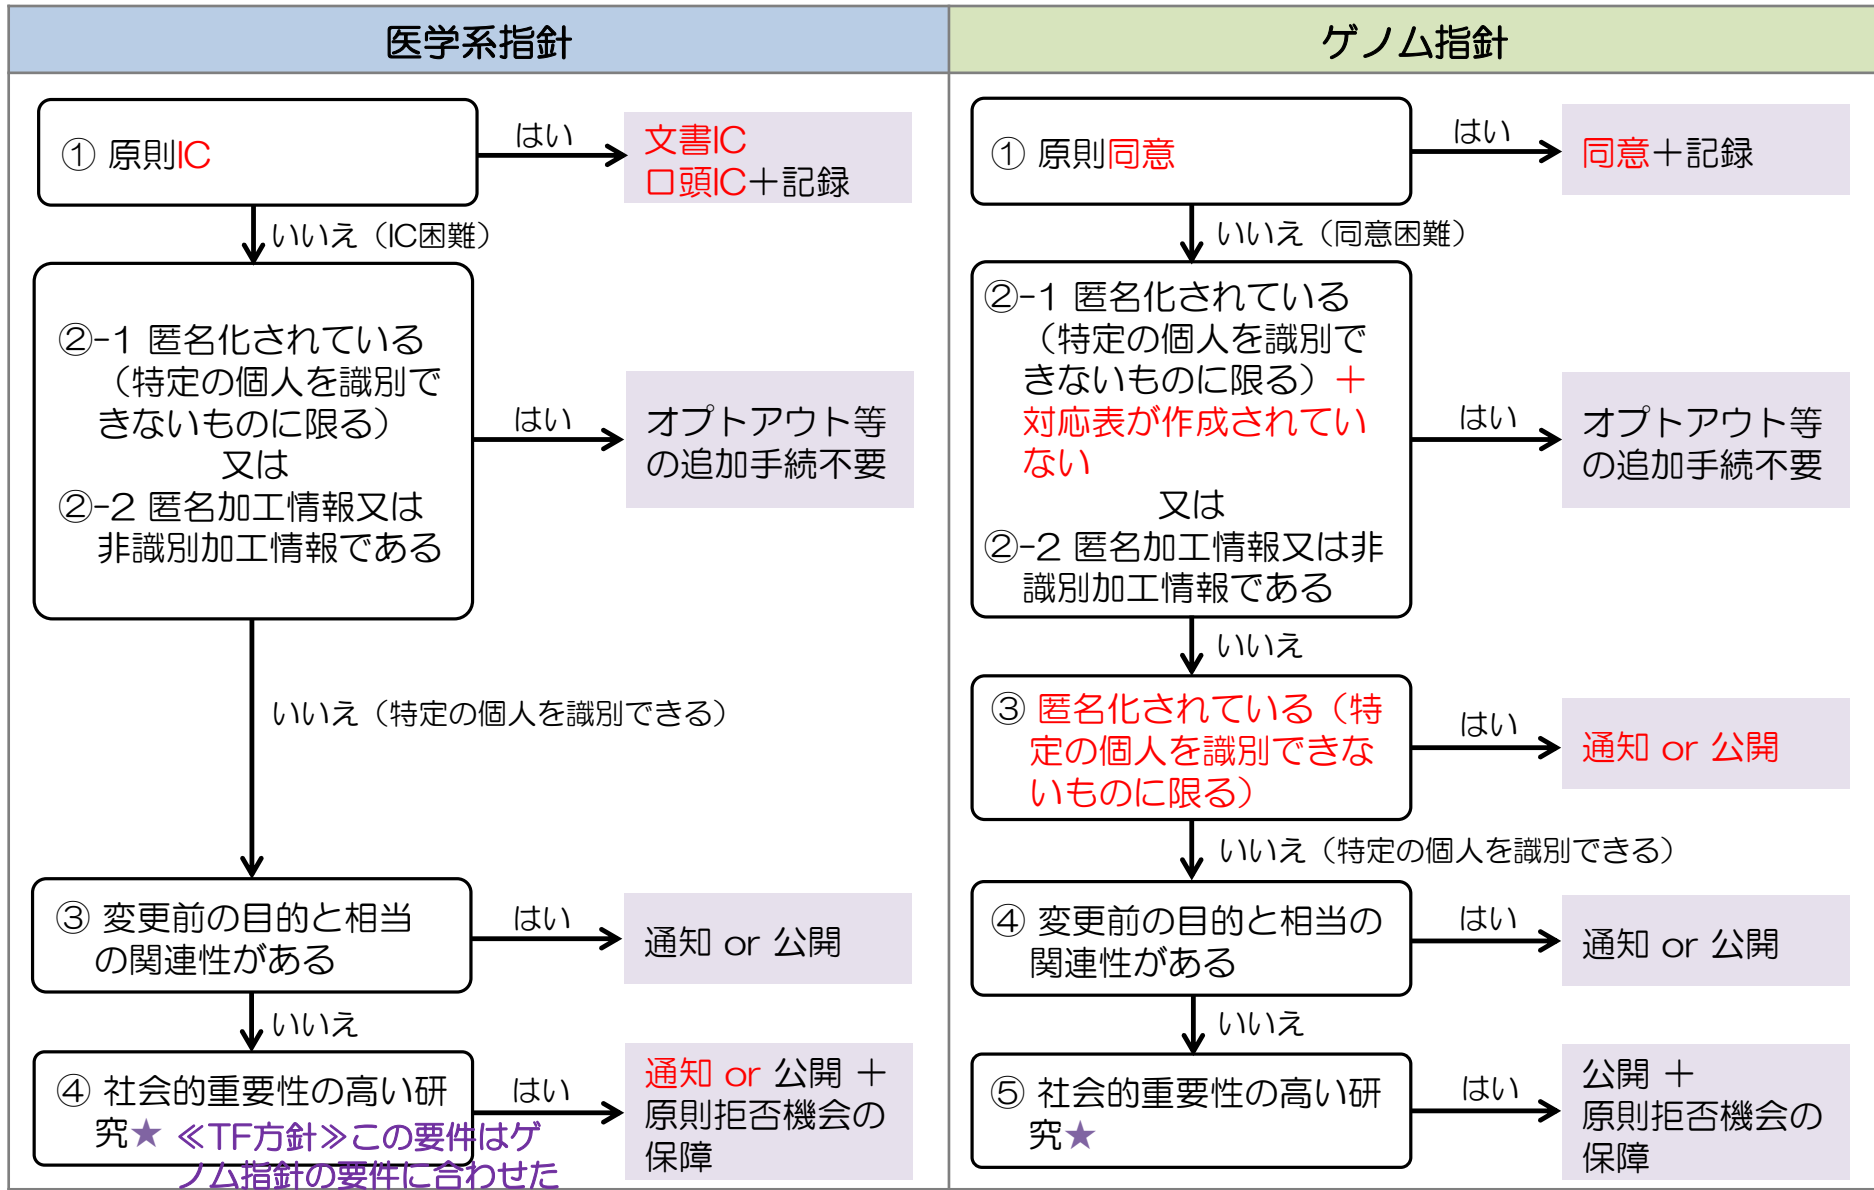 医学系指針
① 原則IC
はい
文書IC
口頭IC＋記録
いいえ（IC困難）
②-1 匿名化されている
（特定の個人を識別で
きないものに限る）
又は
②-2 匿名加工情報又は
非識別加工情報である
はい
オプトアウト等
の追加手続不要
いいえ（特定の個人を識別できる）
③ 変更前の目的と相当
の関連性がある
はい
通知 or 公開
いいえ
④ 社会的重要性の高い研
究★
≪TF方針≫この要件はゲ
ノム指針の要件に合わせた
はい
通知 or 公開 ＋
原則拒否機会の
保障
ゲノム指針
① 原則同意
はい
同意＋記録
いいえ（同意困難）
②-1 匿名化されている
（特定の個人を識別で
きないものに限る）＋
対応表が作成されてい
ない
又は
②-2 匿名加工情報又は非
識別加工情報である
はい
オプトアウト等
の追加手続不要
いいえ
③ 匿名化されている（特
定の個人を識別できな
いものに限る）
はい
通知 or 公開
いいえ（特定の個人を識別できる）
④ 変更前の目的と相当の
関連性がある
はい
通知 or 公開
いいえ
⑤ 社会的重要性の高い研
究★
はい
公開 ＋
原則拒否機会の
保障